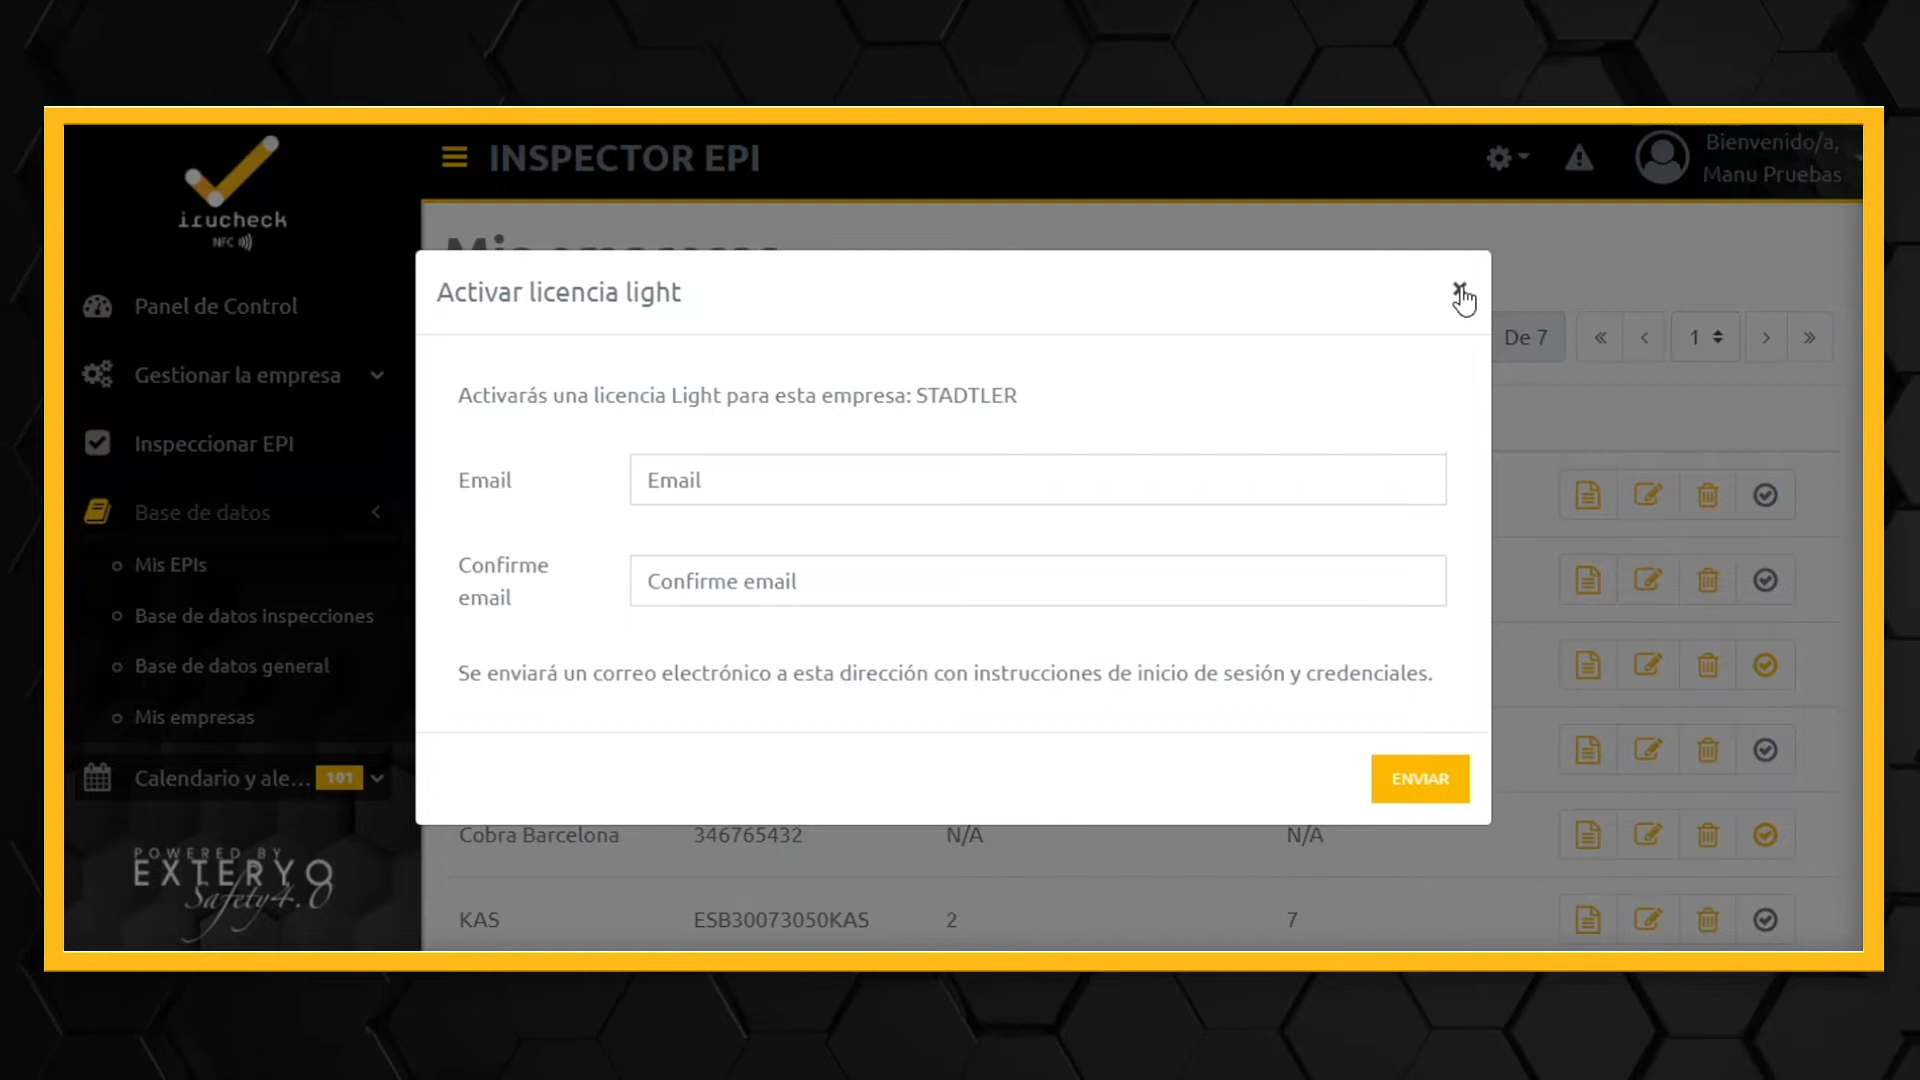 irucheck
NFC
Panel de Control
Gestionar la empresa
Inspeccionar EPI
Base de datos
Mis EPIs
Base de datos inspecciones
Base de datos general
Mis empresas
Calendario y ale... 101
POWERED BY
EXTERYO
Safety4.0
INSPECTOR EPI
Bienvenido/a,
Manu Pruebas
Mis empresas
De 7 « ‹ 1 › »
Activar licencia light
×
Activarás una licencia Light para esta empresa: STADTLER
Email Email
Confirme
email
Confirme email
Se enviará un correo electrónico a esta dirección con instrucciones de inicio de sesión y credenciales.
ENVIAR
Cobra Barcelona 346765432 N/A N/A
KAS ESB30073050KAS 2 7